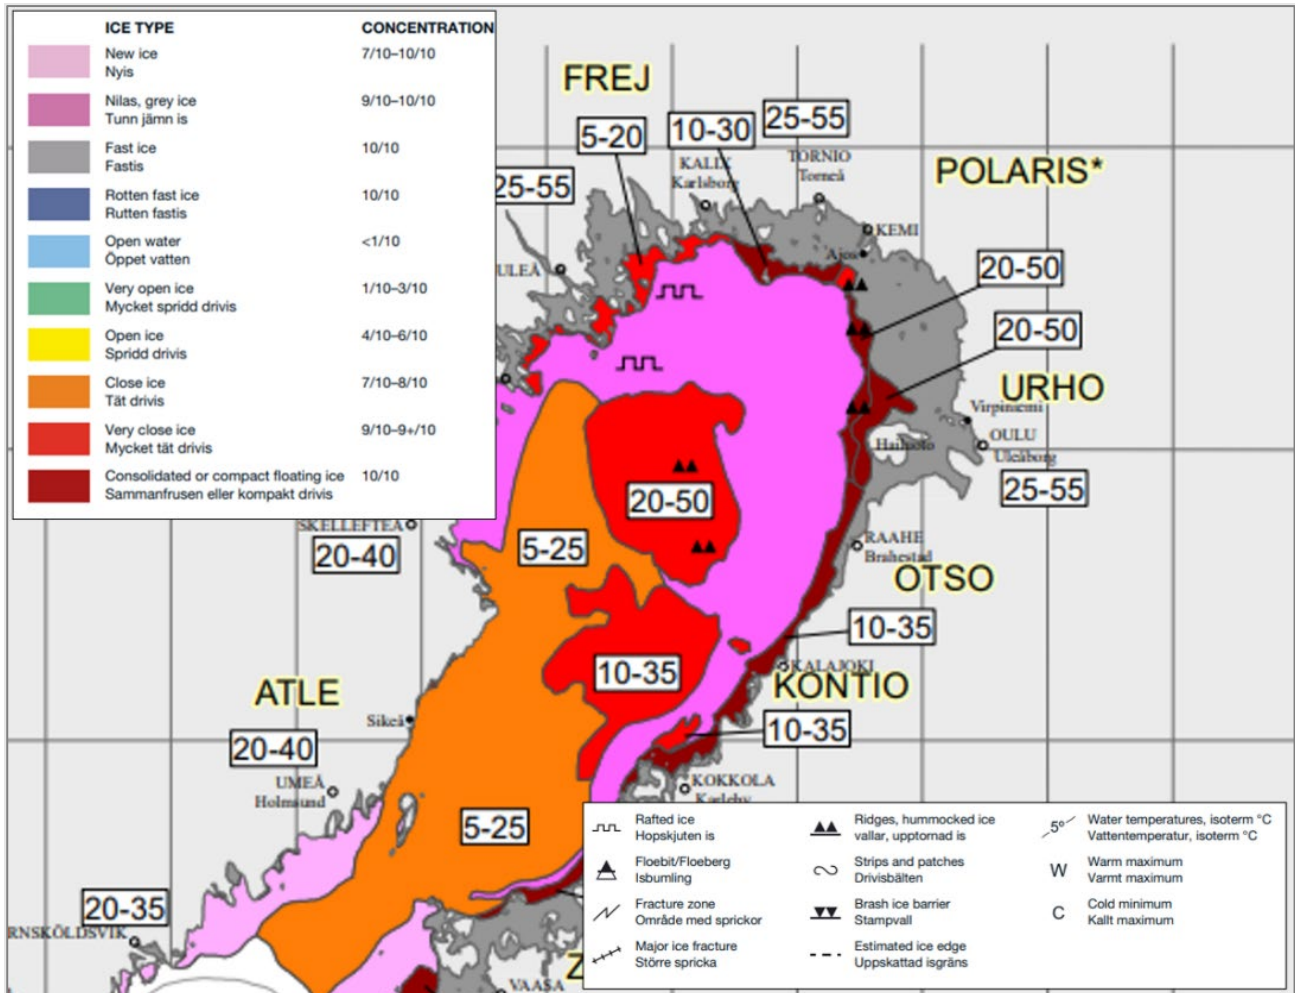 ICE TYPE CONCENTRATION
New ice 7/10–10/10
Nyis
Nilas, grey ice 9/10–10/10
Tunn jämn is
Fast ice 10/10
Fastis
Rotten fast ice 10/10
Rutten fastis
Open water <1/10
Öppet vatten
Very open ice 1/10–3/10
Mycket spridd drivis
Open ice 4/10–6/10
Spridd drivis
Close ice 7/10–8/10
Tät drivis
Very close ice 9/10–9+/10
Mycket tät drivis
Consolidated or compact floating ice 10/10
Sammanfrusen eller kompakt drivis
FREJ
5-20
10-30
25-55
KALIX
Karlsborg
TORNIO
Torneå
POLARIS*
25-55
KEMI
Ajos
ULEÅ
20-50
20-50
URHO
Virpiniemi
OULU
Uleåborg
Hailuoto
25-55
20-50
SKELLEFTEÅ
20-40
5-25
RAAHE
Brahestad
OTSO
10-35
KALAJOKI
KONTIO
10-35
10-35
ATLE
Sikeå
20-40
UMEÅ
Holmsund
KOKKOLA
Karleby
5-25
20-35
RNSKÖLDSVIK
Z
VAASA
Rafted ice
Hopskjuten is
Floebit/Floeberg
Isbumling
Fracture zone
Område med sprickor
Major ice fracture
Större spricka
Ridges, hummocked ice
vallar, upptornad is
Strips and patches
Drivisbälten
Brash ice barrier
Stampvall
Estimated ice edge
Uppskattad isgräns
5° Water temperatures, isoterm °C
Vattentemperatur, isoterm °C
W Warm maximum
Varmt maximum
C Cold minimum
Kallt maximum